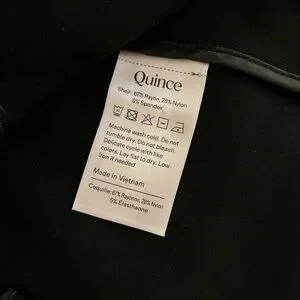 Quince
Shell: 67% Rayon, 28% Nylon
5% Spandex
Machine wash cold. Do not
tumble dry. Do not bleach.
Delicate cycle with like
colors. Lay flat to dry. Low
iron if needed.
Made in Vietnam
Coquille: 67% Rayonne, 28% Nylon
5% Elasthanne